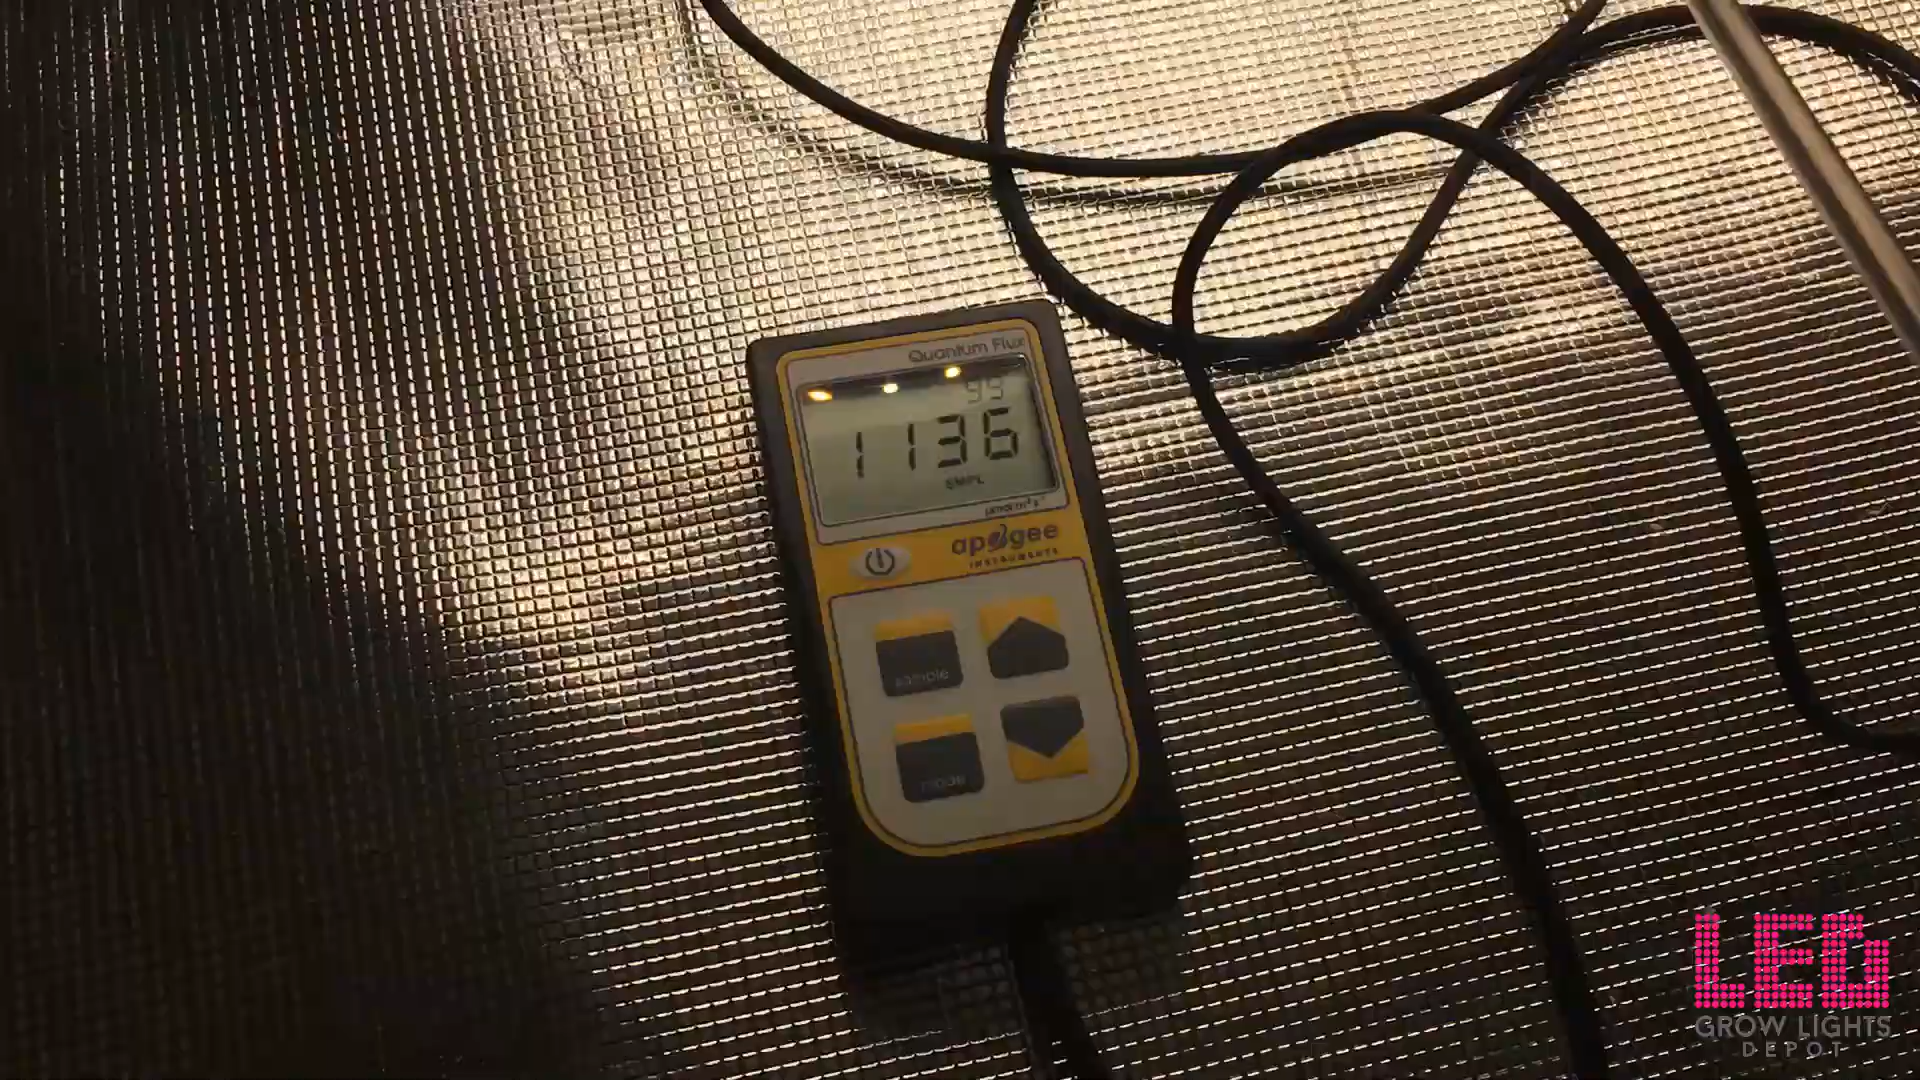 Quantum Flux
99
1136
SMPL
µmol m⁻² s⁻¹
apogee
INSTRUMENTS
sample
mode
LED
GROW LIGHTS
DEPOT